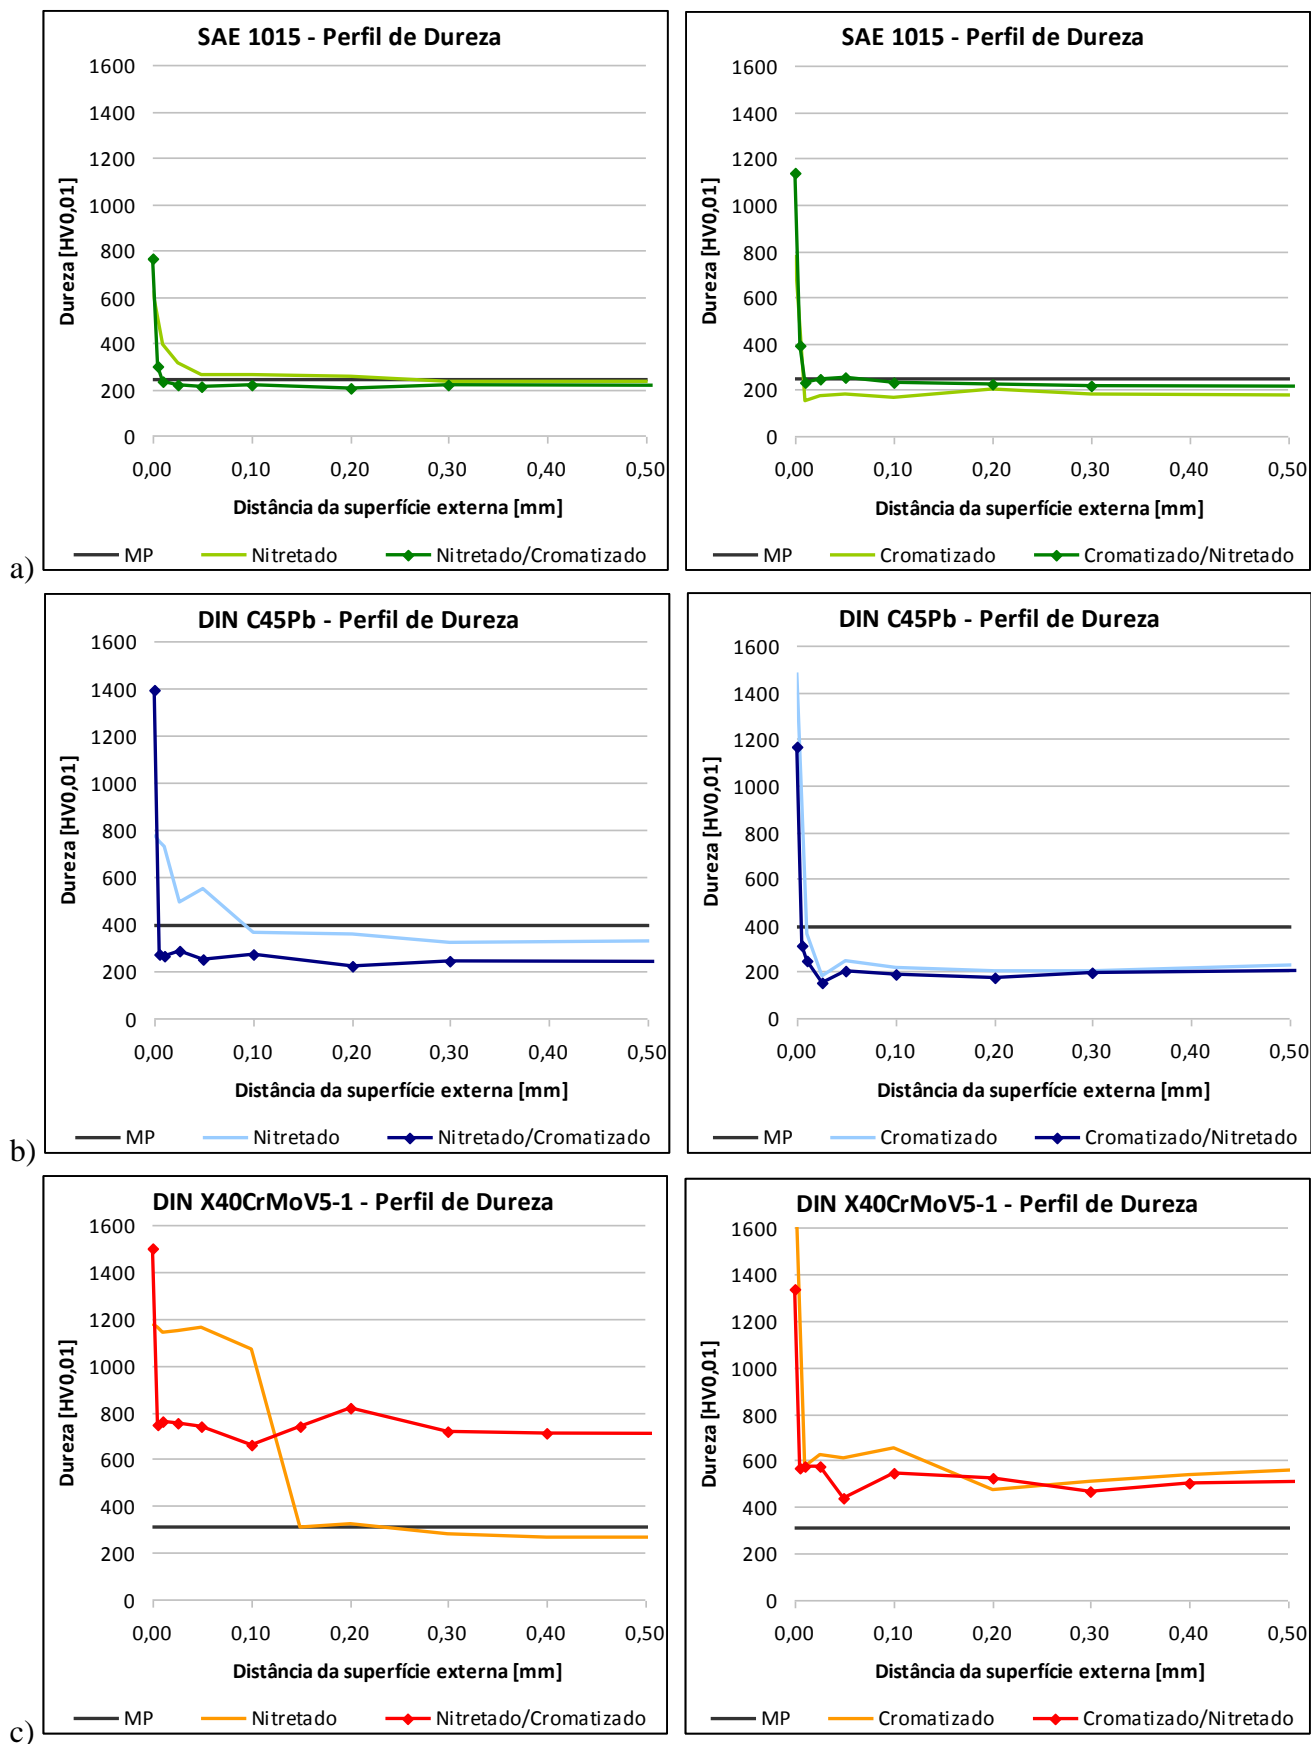 SAE 1015 - Perfil de Dureza
1600
1400
1200
1000
800
600
400
200
0
Dureza [HV0,01]
0,00 0,10 0,20 0,30 0,40 0,50
Distância da superfície externa [mm]
MP Nitretado Nitretado/Cromatizado
SAE 1015 - Perfil de Dureza
1600
1400
1200
1000
800
600
400
200
0
Dureza [HV0,01]
0,00 0,10 0,20 0,30 0,40 0,50
Distância da superfície externa [mm]
MP Cromatizado Cromatizado/Nitretado
a)
DIN C45Pb - Perfil de Dureza
1600
1400
1200
1000
800
600
400
200
0
Dureza [HV0,01]
0,00 0,10 0,20 0,30 0,40 0,50
Distância da superfície externa [mm]
MP Nitretado Nitretado/Cromatizado
DIN C45Pb - Perfil de Dureza
1600
1400
1200
1000
800
600
400
200
0
Dureza [HV0,01]
0,00 0,10 0,20 0,30 0,40 0,50
Distância da superfície externa [mm]
MP Cromatizado Cromatizado/Nitretado
b)
DIN X40CrMoV5-1 - Perfil de Dureza
1600
1400
1200
1000
800
600
400
200
0
Dureza [HV0,01]
0,00 0,10 0,20 0,30 0,40 0,50
Distância da superfície externa [mm]
MP Nitretado Nitretado/Cromatizado
DIN X40CrMoV5-1 - Perfil de Dureza
1600
1400
1200
1000
800
600
400
200
0
Dureza [HV0,01]
0,00 0,10 0,20 0,30 0,40 0,50
Distância da superfície externa [mm]
MP Cromatizado Cromatizado/Nitretado
c)